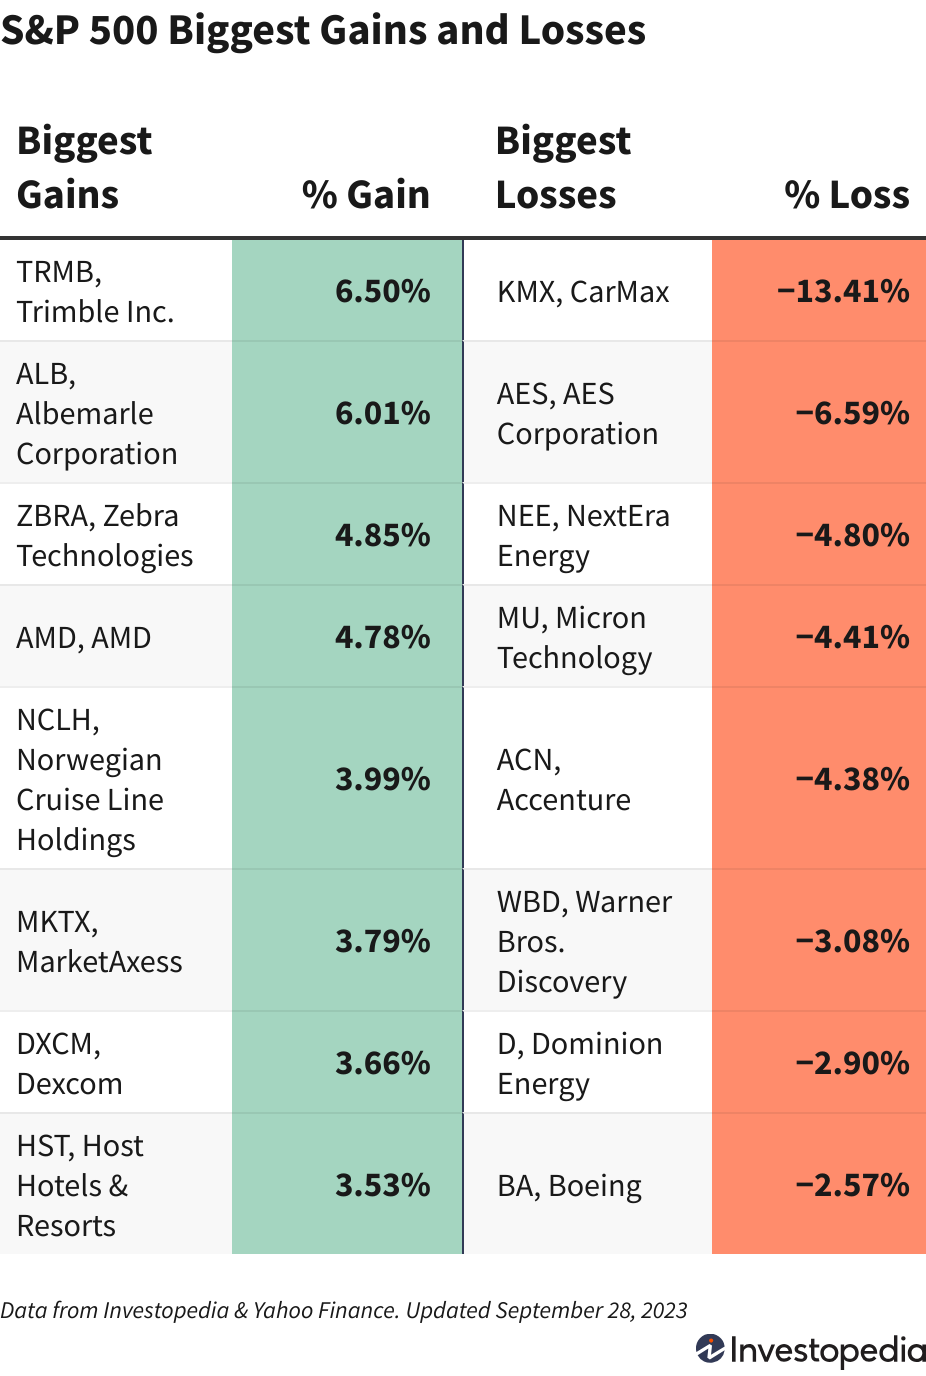 S&P 500 Biggest Gains and Losses
Biggest
Gains
% Gain
Biggest
Losses
% Loss
TRMB,
Trimble Inc.
6.50%
KMX, CarMax
−13.41%
ALB,
Albemarle
Corporation
6.01%
AES, AES
Corporation
−6.59%
ZBRA, Zebra
Technologies
4.85%
NEE, NextEra
Energy
−4.80%
AMD, AMD
4.78%
MU, Micron
Technology
−4.41%
NCLH,
Norwegian
Cruise Line
Holdings
3.99%
ACN,
Accenture
−4.38%
MKTX,
MarketAxess
3.79%
WBD, Warner
Bros.
Discovery
−3.08%
DXCM,
Dexcom
3.66%
D, Dominion
Energy
−2.90%
HST, Host
Hotels &
Resorts
3.53%
BA, Boeing
−2.57%
Data from Investopedia & Yahoo Finance. Updated September 28, 2023
Investopedia